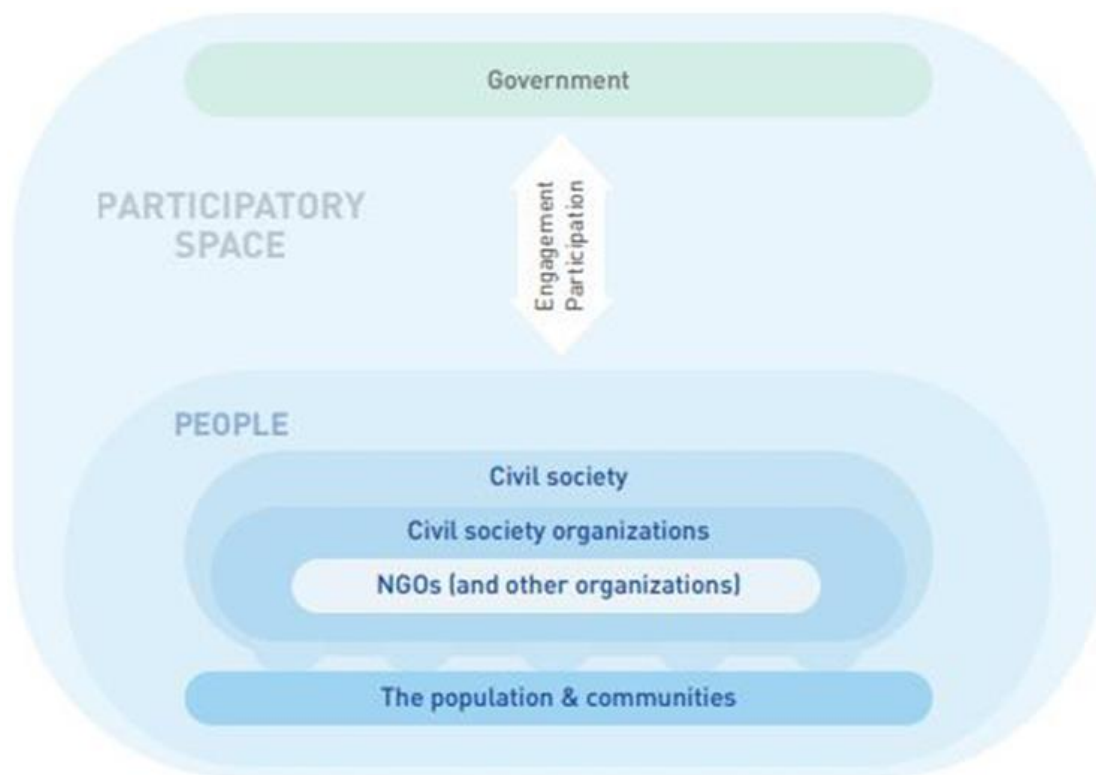 Government
PARTICIPATORY
SPACE
Engagement
Participation
PEOPLE
Civil society
Civil society organizations
NGOs (and other organizations)
The population & communities